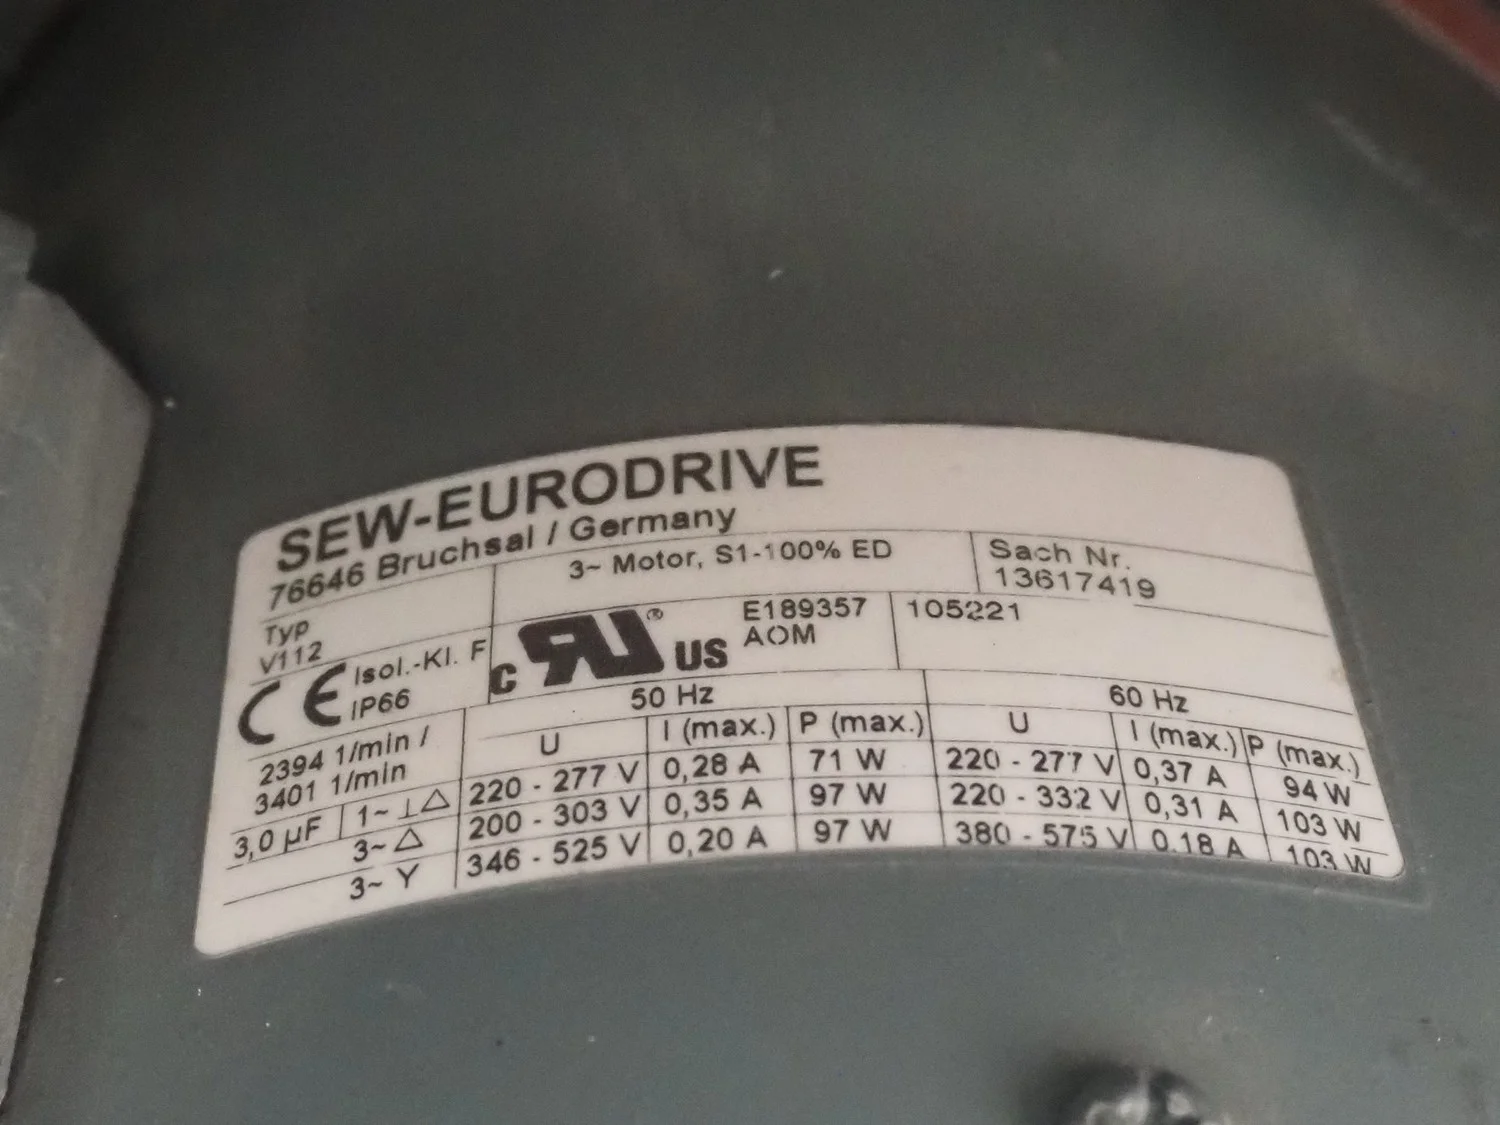 SEW-EURODRIVE
76646 Bruchsal / Germany
Typ
V112
3~ Motor, S1-100% ED
Sach Nr.
13617419
CE Isol.-Kl. F
IP66
c RU ® US
E189357
AOM
105221
2394 1/min /
3401 1/min
50 Hz
60 Hz
U I (max.) P (max.) U I (max.) P (max.)
3,0 µF 1~ ⊥ △ 220 - 277 V 0,28 A 71 W 220 - 277 V 0,37 A 94 W
3~ △ 200 - 303 V 0,35 A 97 W 220 - 332 V 0,31 A 103 W
3~ Y 346 - 525 V 0,20 A 97 W 380 - 575 V 0.18 A 103 W